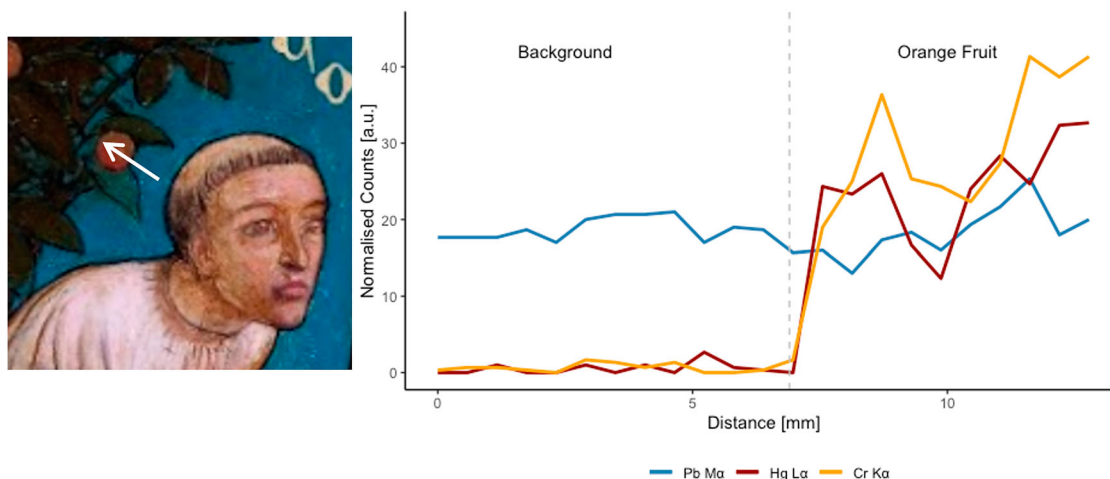 Background Orange Fruit
40
30
20
10
0
0 5 10
Normalised Counts [a.u.]
Distance [mm]
Pb Mα Hg Lα Cr Kα